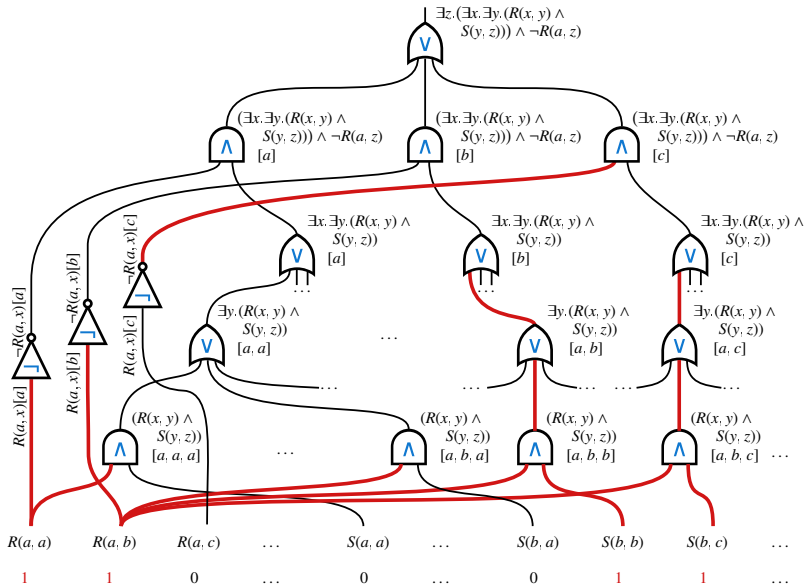 ∃z.(∃x.∃y.(R(x, y) ∧
S(y, z))) ∧ ¬R(a, z)
∨
(∃x.∃y.(R(x, y) ∧
S(y, z))) ∧ ¬R(a, z)
[a]
∧
(∃x.∃y.(R(x, y) ∧
S(y, z))) ∧ ¬R(a, z)
[b]
∧
(∃x.∃y.(R(x, y) ∧
S(y, z))) ∧ ¬R(a, z)
[c]
∧
∃x.∃y.(R(x, y) ∧
S(y, z))
[a]
∨
...
∃x.∃y.(R(x, y) ∧
S(y, z))
[b]
∨
...
∃x.∃y.(R(x, y) ∧
S(y, z))
[c]
∨
...
¬R(a, x)[a]
¬
R(a, x)[a]
¬R(a, x)[b]
¬
R(a, x)[b]
¬R(a, x)[c]
¬
R(a, x)[c]
∃y.(R(x, y) ∧
S(y, z))
[a, a]
∨
...
∃y.(R(x, y) ∧
S(y, z))
[a, b]
∨
∃y.(R(x, y) ∧
S(y, z))
[a, c]
∨
... ... ... ...
(R(x, y) ∧
S(y, z))
[a, a, a]
∧
...
(R(x, y) ∧
S(y, z))
[a, b, a]
∧
(R(x, y) ∧
S(y, z))
[a, b, b]
∧
(R(x, y) ∧
S(y, z))
[a, b, c]
∧
...
R(a, a) R(a, b) R(a, c) ... S(a, a) ... S(b, a) S(b, b) S(b, c) ...
1 1 0 ... 0 ... 0 1 1 ...